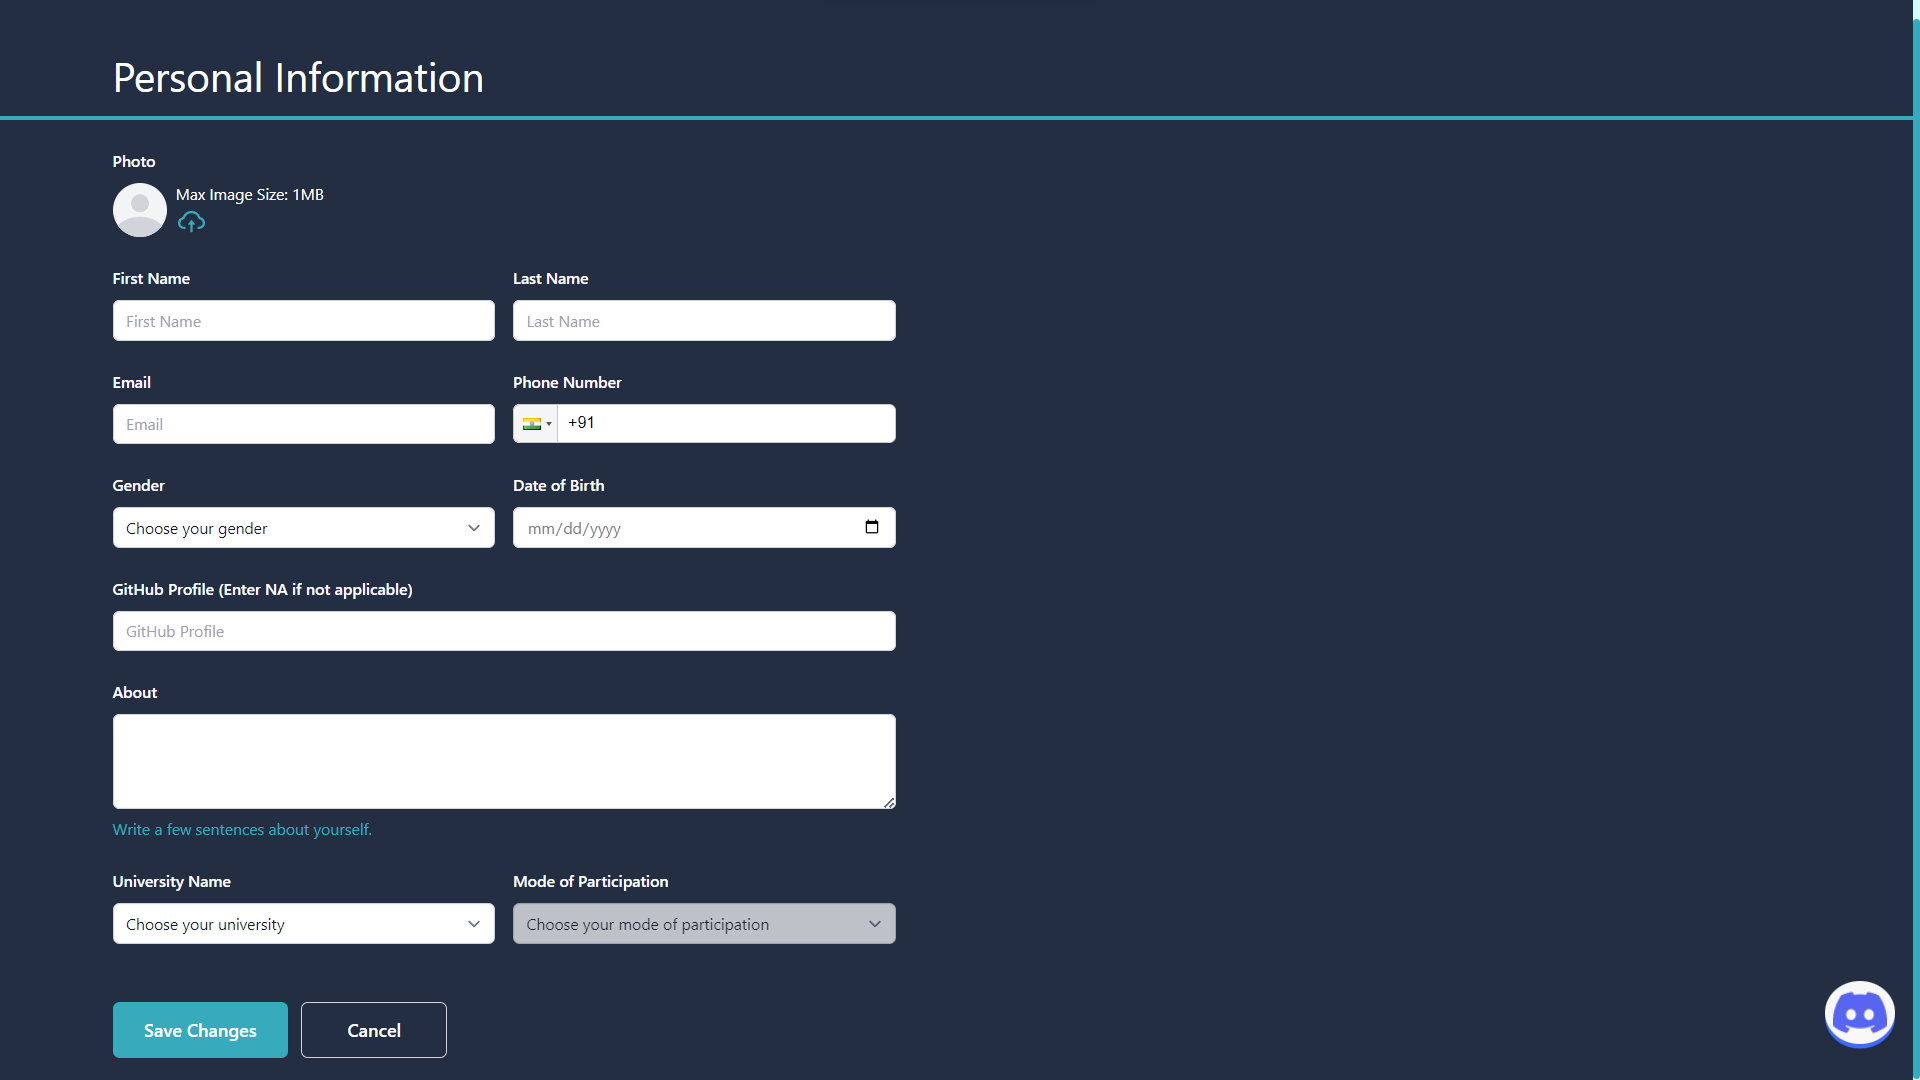 Personal Information
Photo
Max Image Size: 1MB
First Name Last Name
First Name Last Name
Email Phone Number
Email +91
Gender Date of Birth
Choose your gender mm/dd/yyyy
GitHub Profile (Enter NA if not applicable)
GitHub Profile
About
Write a few sentences about yourself.
University Name Mode of Participation
Choose your university Choose your mode of participation
Save Changes Cancel